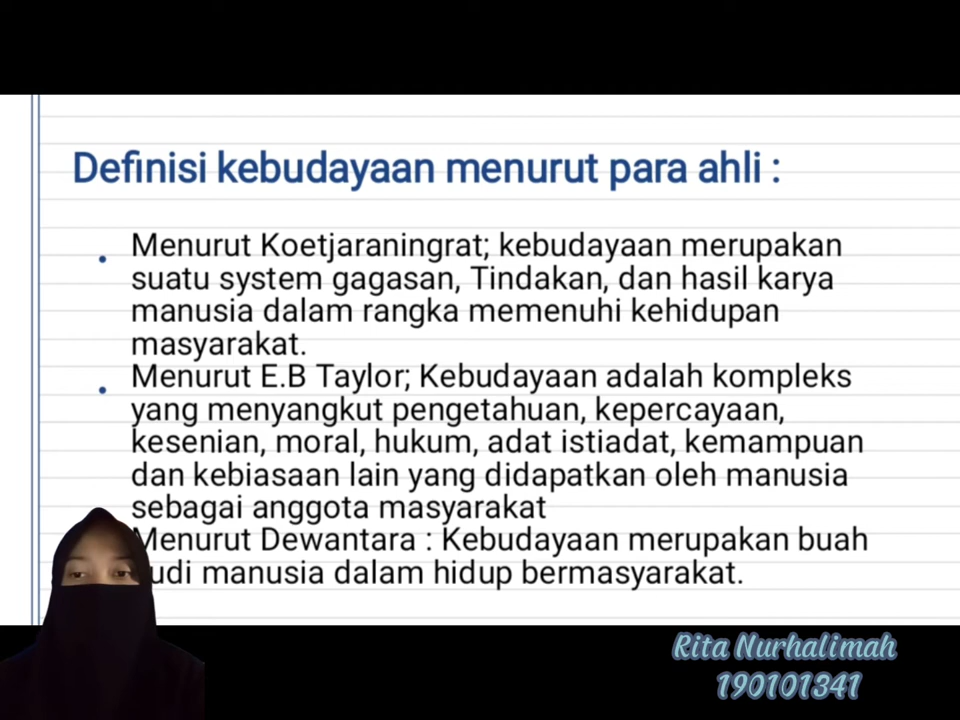 Definisi kebudayaan menurut para ahli :
Menurut Koetjaraningrat; kebudayaan merupakan
suatu system gagasan, Tindakan, dan hasil karya
manusia dalam rangka memenuhi kehidupan
masyarakat.
Menurut E.B Taylor; Kebudayaan adalah kompleks
yang menyangkut pengetahuan, kepercayaan,
kesenian, moral, hukum, adat istiadat, kemampuan
dan kebiasaan lain yang didapatkan oleh manusia
sebagai anggota masyarakat
Menurut Dewantara : Kebudayaan merupakan buah
udi manusia dalam hidup bermasyarakat.
Rita Nurhalimah
190101341